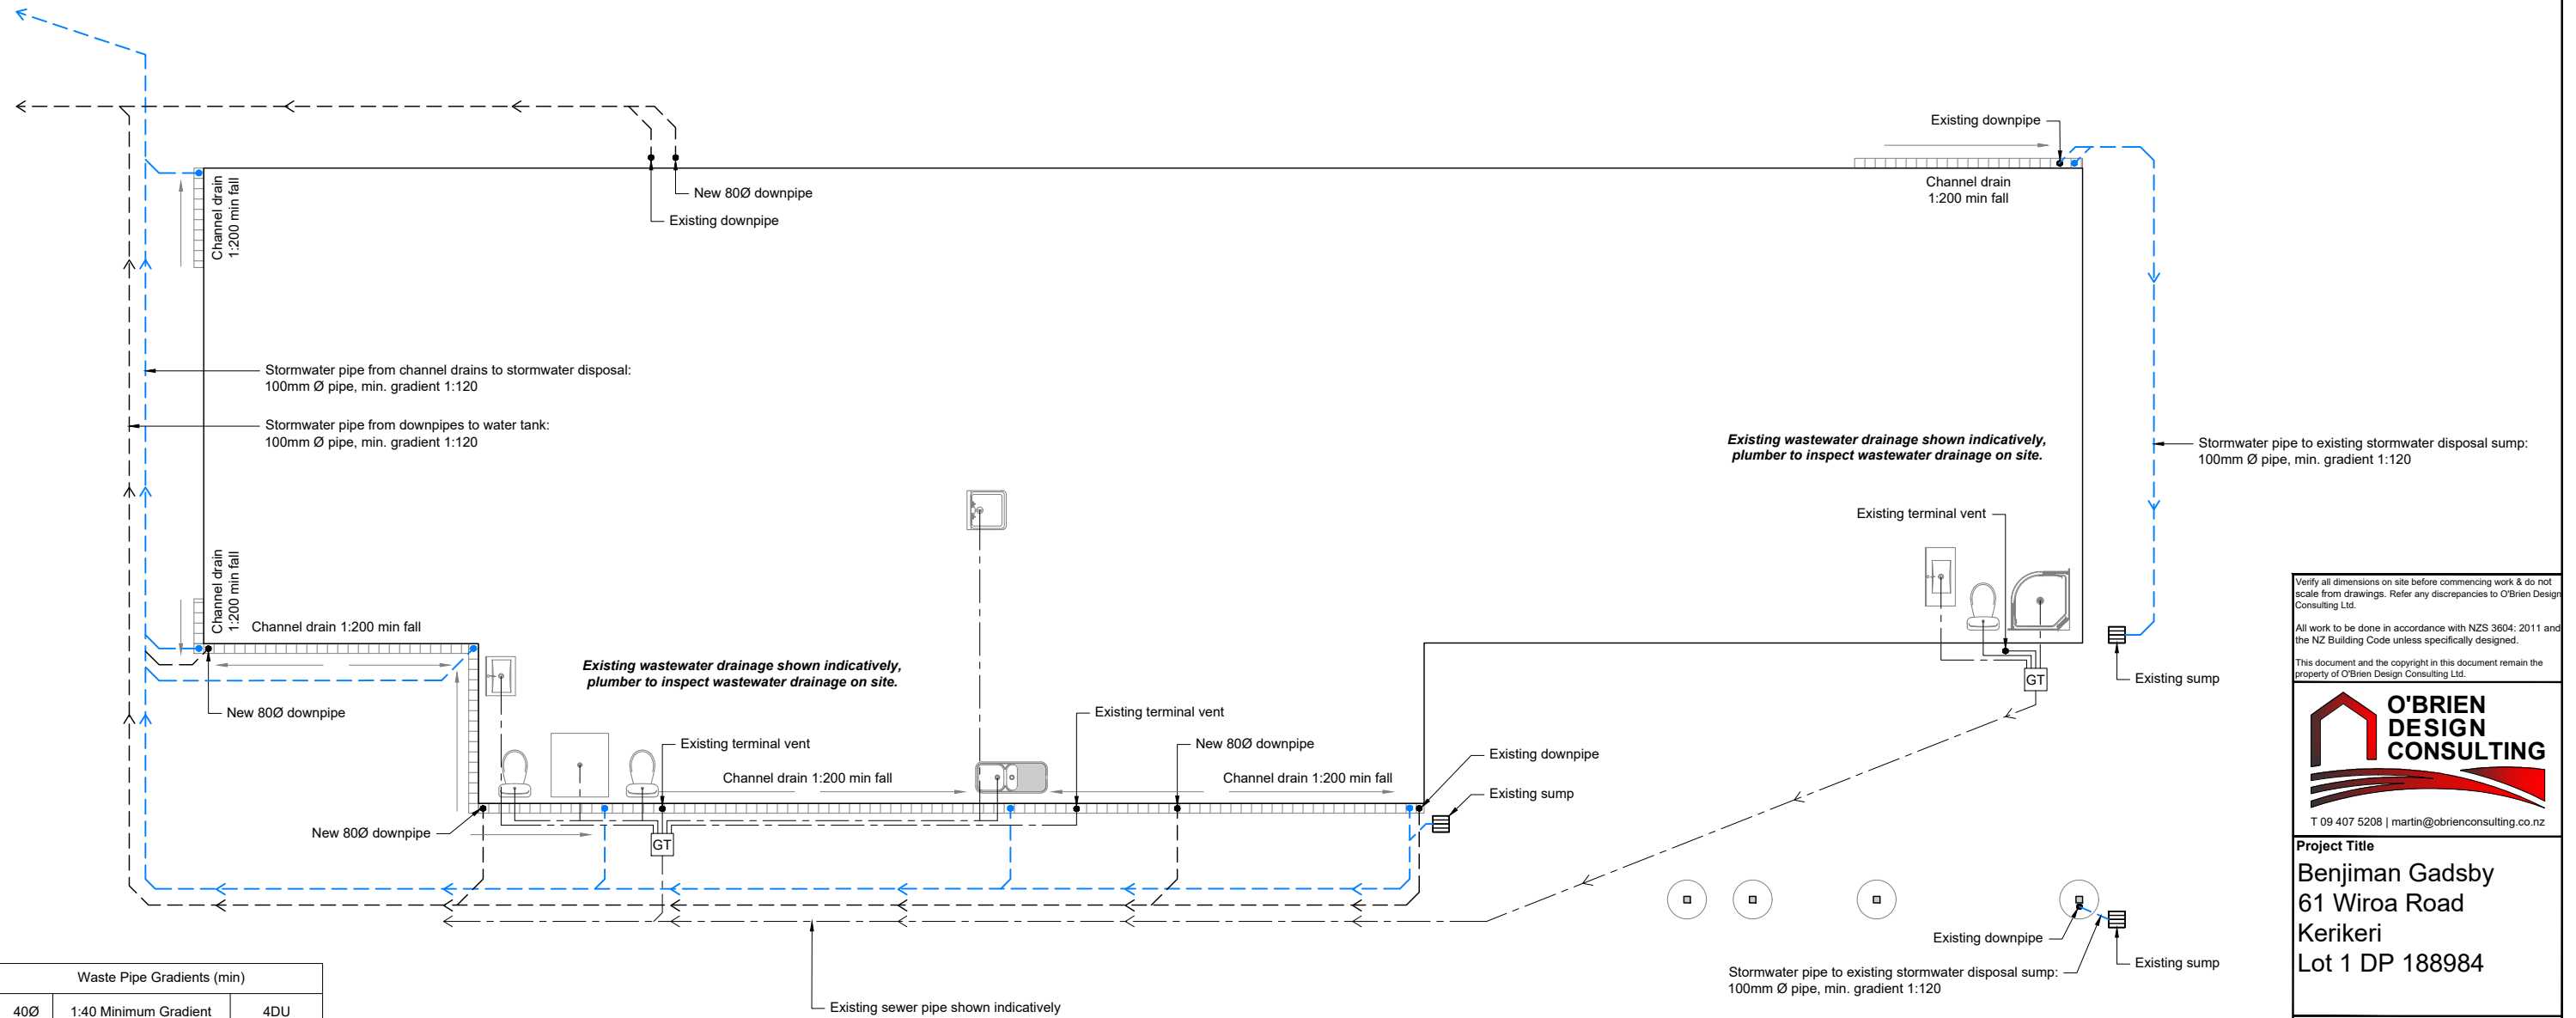 Existing downpipe
New 80Ø downpipe
Existing downpipe
Channel drain
1:200 min fall
Channel drain
1:200 min fall
Stormwater pipe from channel drains to stormwater disposal:
100mm Ø pipe, min. gradient 1:120
Stormwater pipe from downpipes to water tank:
100mm Ø pipe, min. gradient 1:120
Existing wastewater drainage shown indicatively,
plumber to inspect wastewater drainage on site.
Stormwater pipe to existing stormwater disposal sump:
100mm Ø pipe, min. gradient 1:120
Existing terminal vent
Channel drain
1:200 min fall
Channel drain 1:200 min fall
Existing wastewater drainage shown indicatively,
plumber to inspect wastewater drainage on site.
GT
Existing sump
New 80Ø downpipe
Existing terminal vent
Existing terminal vent
New 80Ø downpipe
Existing downpipe
Channel drain 1:200 min fall
Channel drain 1:200 min fall
Existing sump
New 80Ø downpipe
GT
Existing downpipe
Existing sump
Stormwater pipe to existing stormwater disposal sump:
100mm Ø pipe, min. gradient 1:120
Existing sewer pipe shown indicatively
Waste Pipe Gradients (min)
40Ø 1:40 Minimum Gradient 4DU
Verify all dimensions on site before commencing work & do not
scale from drawings. Refer any discrepancies to O'Brien Design
Consulting Ltd.
All work to be done in accordance with NZS 3604: 2011 and
the NZ Building Code unless specifically designed.
This document and the copyright in this document remain the
property of O'Brien Design Consulting Ltd.
O'BRIEN
DESIGN
CONSULTING
T 09 407 5208 | martin@obrienconsulting.co.nz
Project Title
Benjiman Gadsby
61 Wiroa Road
Kerikeri
Lot 1 DP 188984